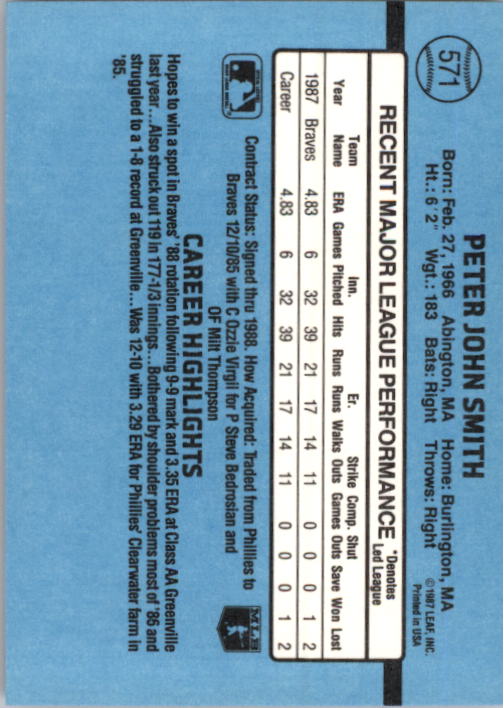 571
PETER JOHN SMITH
Born: Feb. 27, 1966 Abington, MA Home: Burlington, MA
Ht.: 6'2" Wgt.: 183 Bats: Right Throws: Right
©1987 LEAF, INC.
Printed in USA
RECENT MAJOR LEAGUE PERFORMANCE
*Denotes
Led League
Team Inn. Er. Strike Comp. Shut
Year Name ERA Games Pitched Hits Runs Runs Walks Outs Games Outs Save Won Lost
1987 Braves 4.83 6 32 39 21 17 14 11 0 0 0 1 2
Career 4.83 6 32 39 21 17 14 11 0 0 0 1 2
Contract Status: Signed thru 1988. How Acquired: Traded from Phillies to
Braves 12/10/85 with C Ozzie Virgil for P Steve Bedrosian and
OF Milt Thompson
MLB
CAREER HIGHLIGHTS
Hopes to win a spot in Braves' '88 rotation following 9-9 mark and 3.35 ERA at Class AA Greenville
last year...Also struck out 119 in 177-1/3 innings...Bothered by shoulder problems most of '86 and
struggled to a 1-8 record at Greenville...Was 12-10 with 3.29 ERA for Phillies' Clearwater farm in
'85.